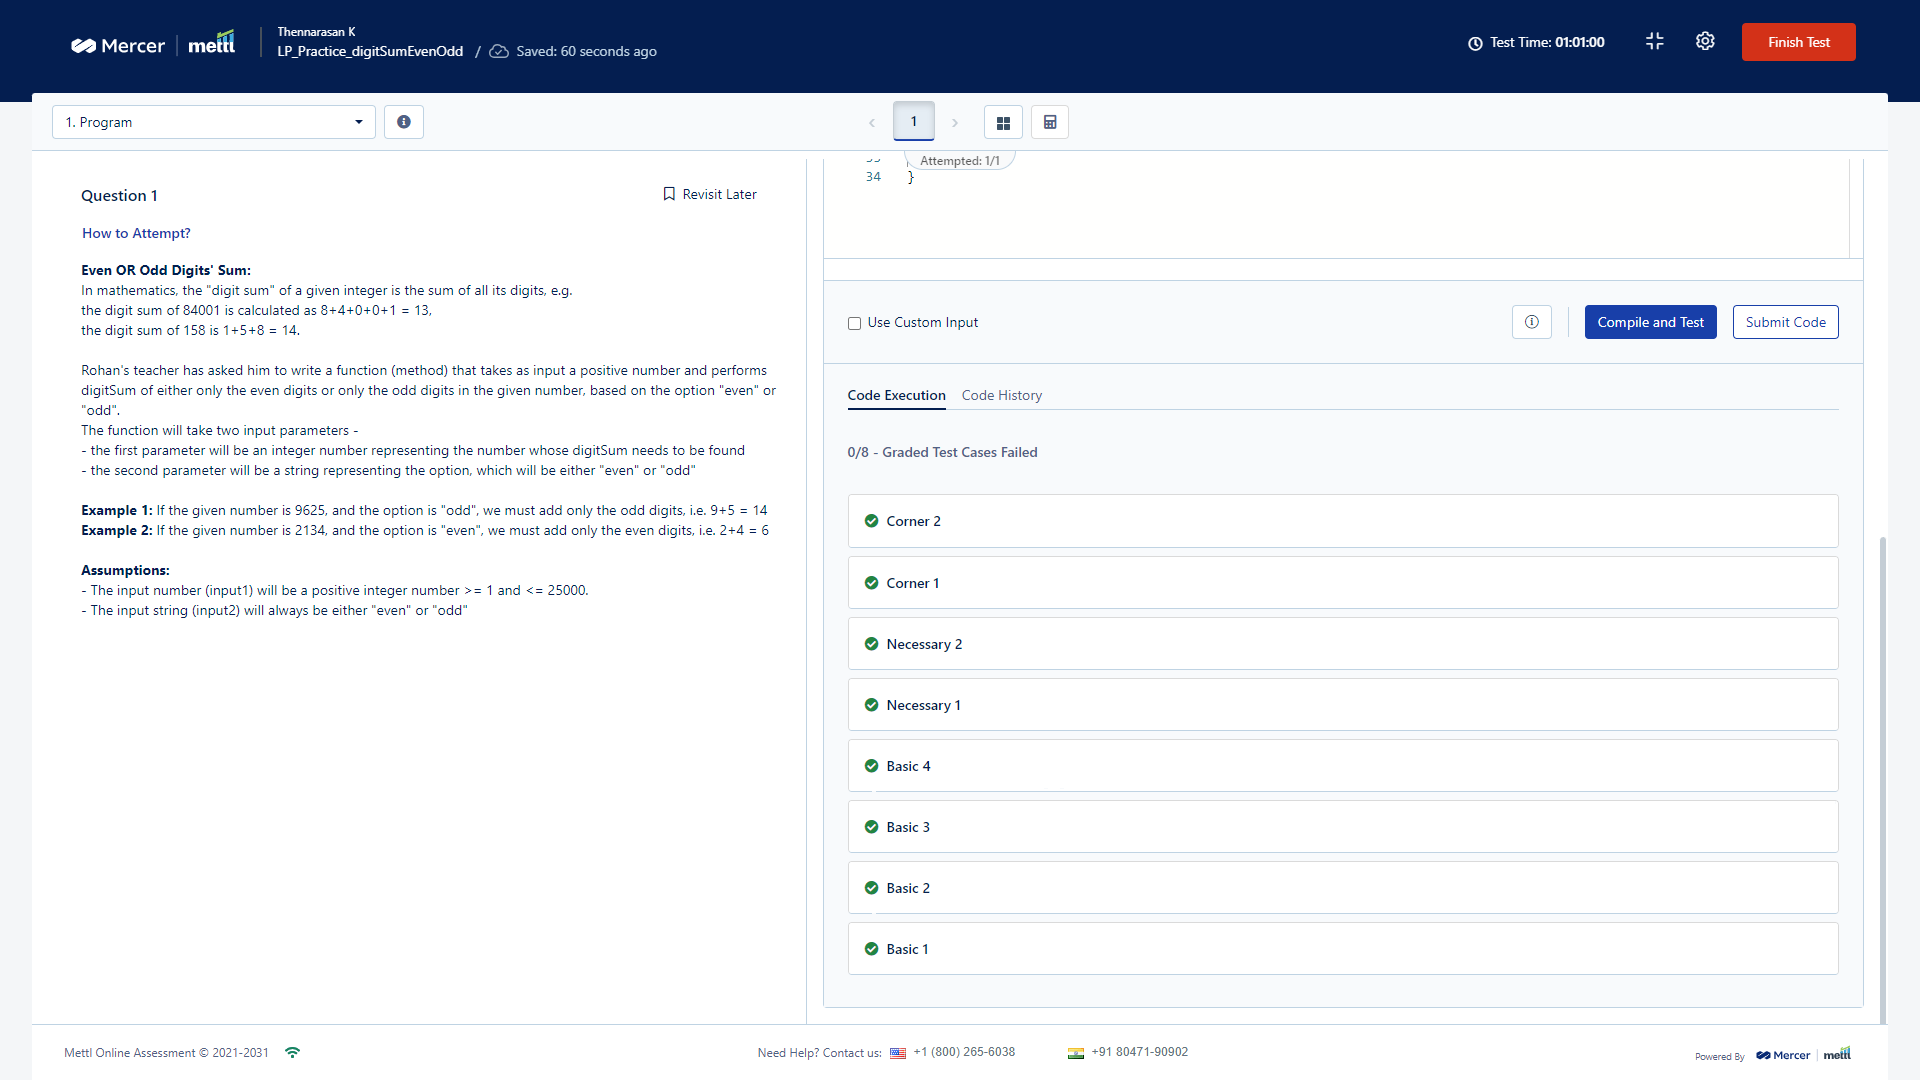 Mercer mettl
Thennarasan K
LP_Practice_digitSumEvenOdd / Saved: 60 seconds ago
Test Time: 01:01:00
Finish Test
1. Program
1
Attempted: 1/1
Question 1
Revisit Later
How to Attempt?
Even OR Odd Digits' Sum:
In mathematics, the "digit sum" of a given integer is the sum of all its digits, e.g.
the digit sum of 84001 is calculated as 8+4+0+0+1 = 13,
the digit sum of 158 is 1+5+8 = 14.
Rohan's teacher has asked him to write a function (method) that takes as input a positive number and performs
digitSum of either only the even digits or only the odd digits in the given number, based on the option "even" or
"odd".
The function will take two input parameters -
- the first parameter will be an integer number representing the number whose digitSum needs to be found
- the second parameter will be a string representing the option, which will be either "even" or "odd"
Example 1: If the given number is 9625, and the option is "odd", we must add only the odd digits, i.e. 9+5 = 14
Example 2: If the given number is 2134, and the option is "even", we must add only the even digits, i.e. 2+4 = 6
Assumptions:
- The input number (input1) will be a positive integer number >= 1 and <= 25000.
- The input string (input2) will always be either "even" or "odd"
34 }
Use Custom Input
Compile and Test
Submit Code
Code Execution
Code History
0/8 - Graded Test Cases Failed
Corner 2
Corner 1
Necessary 2
Necessary 1
Basic 4
Basic 3
Basic 2
Basic 1
Mettl Online Assessment © 2021-2031
Need Help? Contact us: +1 (800) 265-6038
+91 80471-90902
Powered By Mercer mettl